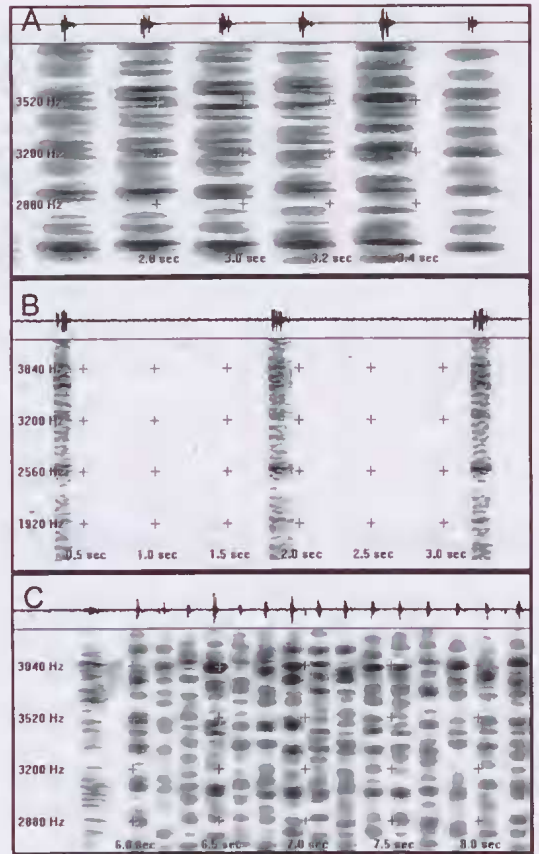 A
3520 Hz
3200 Hz
2880 Hz
2.8 sec 3.0 sec 3.2 sec 3.4 sec
B
3840 Hz
3200 Hz
2560 Hz
1920 Hz
0.5 sec 1.0 sec 1.5 sec 2.0 sec 2.5 sec 3.0 sec
C
3840 Hz
3520 Hz
3200 Hz
2880 Hz
6.0 sec 6.5 sec 7.0 sec 7.5 sec 8.0 sec